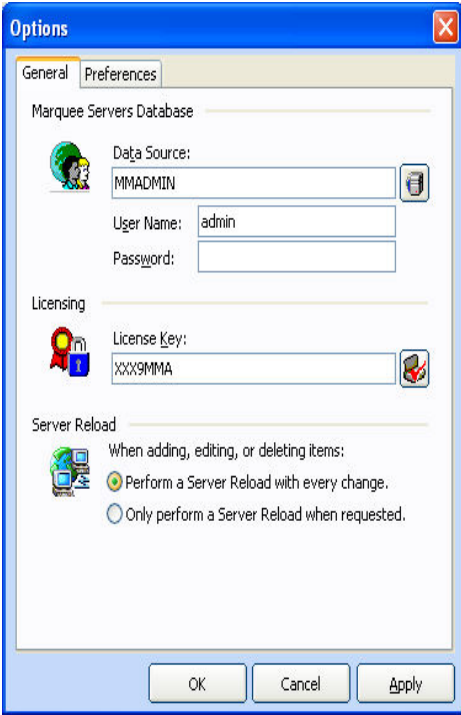 Options
General Preferences
Marquee Servers Database
Data Source:
MMADMIN
User Name: admin
Password:
Licensing
License Key:
XXX9MMA
Server Reload
When adding, editing, or deleting items:
Perform a Server Reload with every change.
Only perform a Server Reload when requested.
OK Cancel Apply